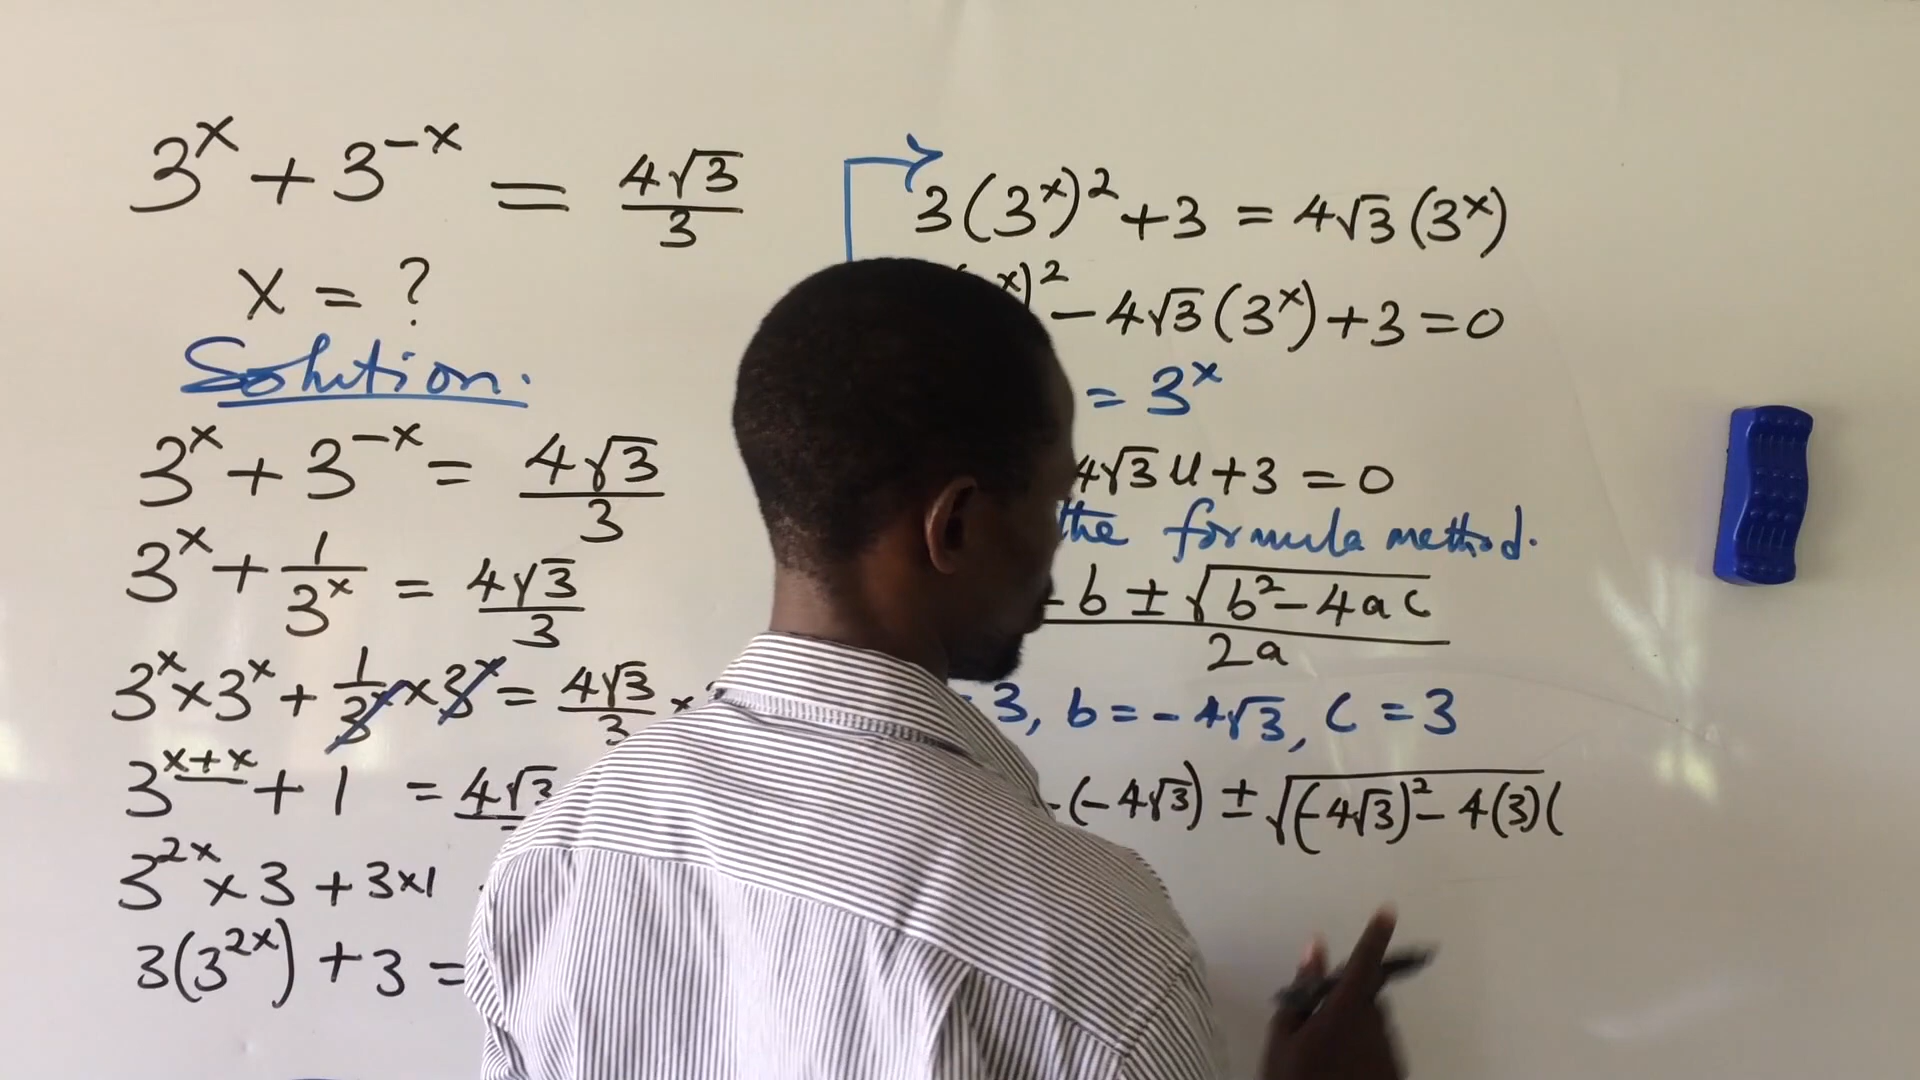 3^x + 3^-x = 4√3/3
x = ?
Solution.
3^x + 3^-x = 4√3/3
3^x + 1/3^x = 4√3/3
3^x × 3^x + 1/3^x × 3^x = 4√3/3 ×
3^x+x + 1 = 4√3
3^2x × 3 + 3×1
3(3^2x) + 3 =
3(3^x)^2 + 3 = 4√3(3^x)
x)^2 - 4√3(3^x) + 3 = 0
= 3^x
4√3u + 3 = 0
the formula method.
-b ± √b^2 - 4ac
2a
= 3, b = -4√3, c = 3
-(-4√3) ± √(-4√3)^2 - 4(3)(